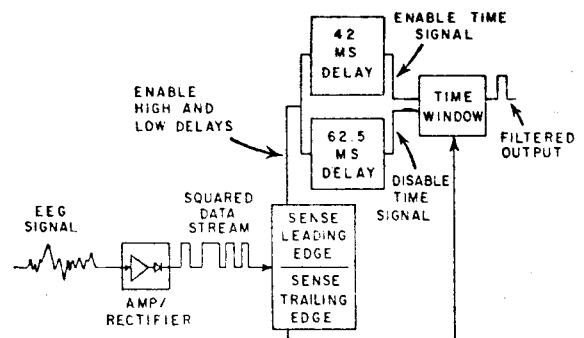 42
MS
DELAY
ENABLE TIME
SIGNAL
ENABLE
HIGH AND
LOW DELAYS
TIME
WINDOW
62.5
MS
DELAY
FILTERED
OUTPUT
DISABLE
TIME
SIGNAL
SQUARED
DATA
STREAM
EEG
SIGNAL
SENSE
LEADING
EDGE
SENSE
TRAILING
EDGE
AMP/
RECTIFIER